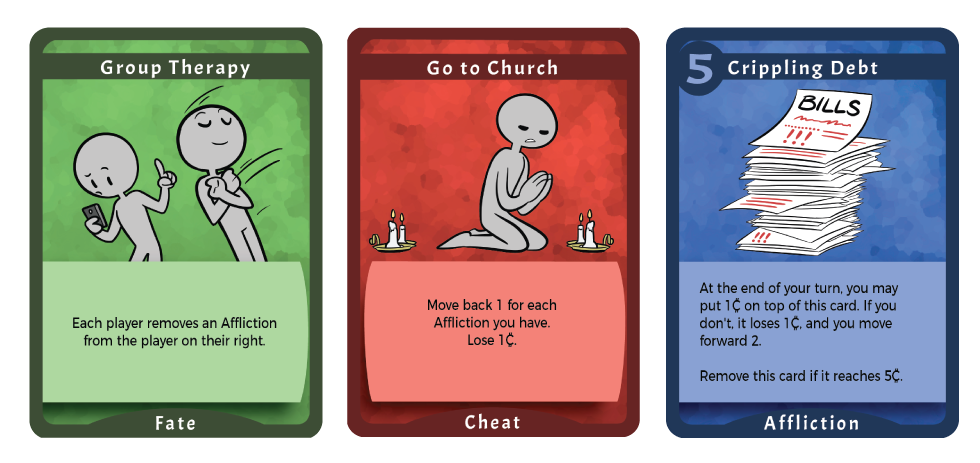 Group Therapy
Each player removes an Affliction
from the player on their right.
Fate
Go to Church
Move back 1 for each
Affliction you have.
Lose 1₵.
Cheat
5
Crippling Debt
BILLS
!!!
!!!
At the end of your turn, you may
put 1₵ on top of this card. If you
don't, it loses 1₵, and you move
forward 2.
Remove this card if it reaches 5₵.
Affliction